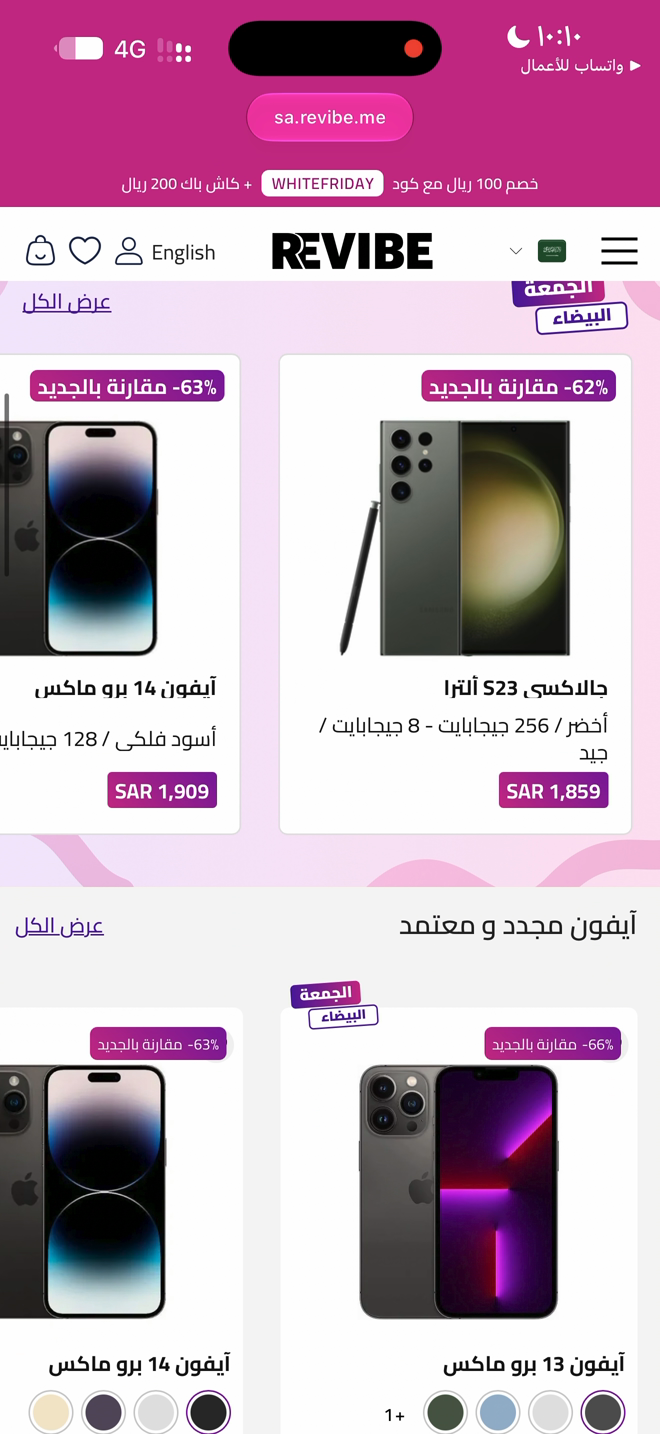 ١٠:١٠
4G
◀ واتساب للأعمال
sa.revibe.me
خصم 100 ريال مع كود WHITEFRIDAY + كاش باك 200 ريال
REVIBE
English
الجمعة
البيضاء
عرض الكل
-62% مقارنة بالجديد
جالاكسي S23 ألترا
أخضر / 256 جيجابايت - 8 جيجابايت /
جيد
SAR 1,859
-63% مقارنة بالجديد
آيفون 14 برو ماكس
أسود فلكي / 128
SAR 1,909
آيفون مجدد و معتمد
عرض الكل
الجمعة
البيضاء
-66% مقارنة بالجديد
آيفون 13 برو ماكس
+1
-63% مقارنة بالجديد
آيفون 14 برو ماكس